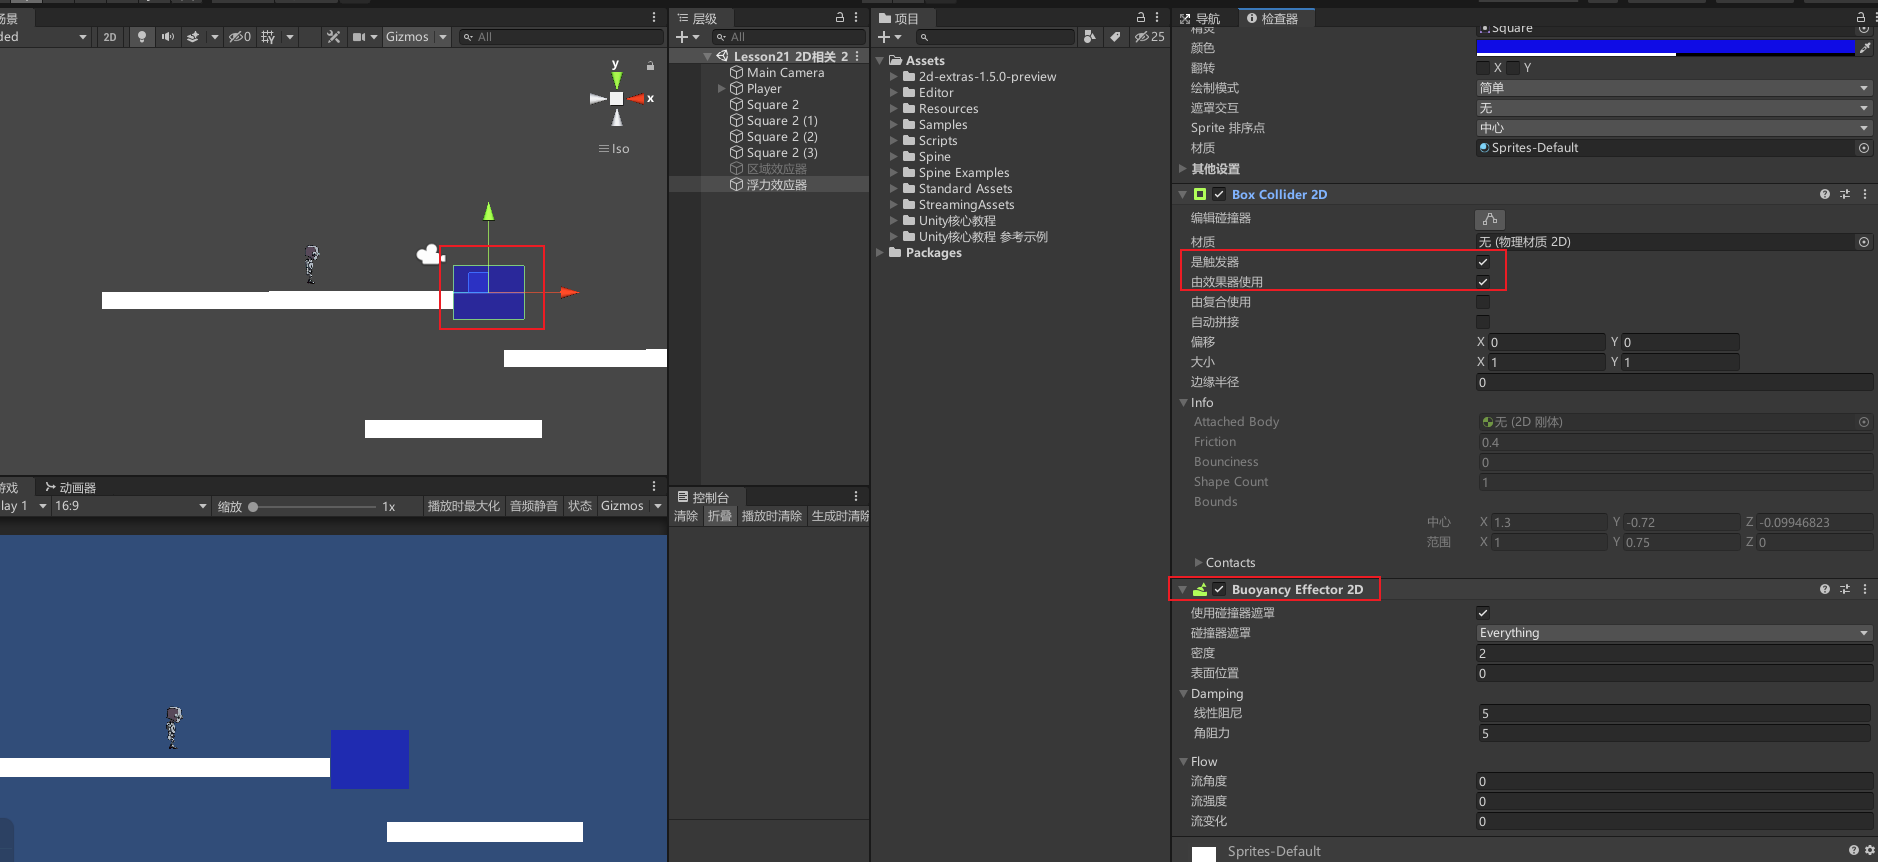 场景
ded
2D
0
Gizmos
All
y
x
Iso
游戏
动画器
lay 1
16:9
缩放
1x
播放时最大化
音频静音
状态
Gizmos
层级
All
Lesson21 2D相关 2
Main Camera
Player
Square 2
Square 2 (1)
Square 2 (2)
Square 2 (3)
区域效应器
浮力效应器
控制台
清除
折叠
播放时清除
生成时清除
项目
25
Assets
2d-extras-1.5.0-preview
Editor
Resources
Samples
Scripts
Spine
Spine Examples
Standard Assets
StreamingAssets
Unity核心教程
Unity核心教程 参考示例
Packages
导航
检查器
精灵 Square
颜色
翻转 X Y
绘制模式 简单
遮罩交互 无
Sprite 排序点 中心
材质 Sprites-Default
其他设置
Box Collider 2D
编辑碰撞器
材质 无 (物理材质 2D)
是触发器
由效果器使用
由复合使用
自动拼接
偏移 X 0 Y 0
大小 X 1 Y 1
边缘半径 0
Info
Attached Body 无 (2D 刚体)
Friction 0.4
Bounciness 0
Shape Count 1
Bounds
中心 X 1.3 Y -0.72 Z -0.09946823
范围 X 1 Y 0.75 Z 0
Contacts
Buoyancy Effector 2D
使用碰撞器遮罩
碰撞器遮罩 Everything
密度 2
表面位置 0
Damping
线性阻尼 5
角阻力 5
Flow
流角度 0
流强度 0
流变化 0
Sprites-Default